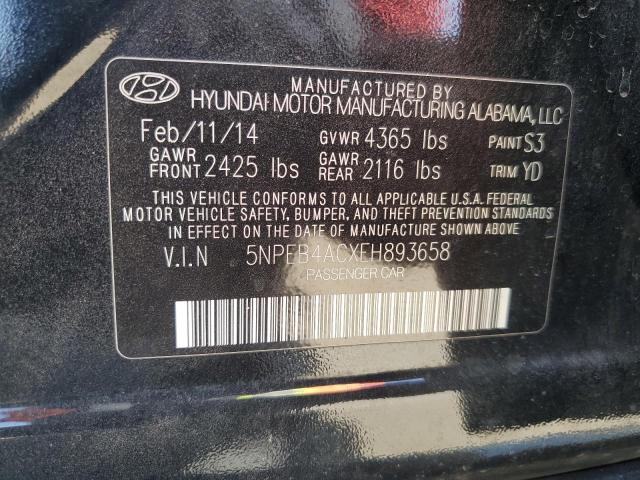 MANUFACTURED BY
HYUNDAI MOTOR MANUFACTURING ALABAMA, LLC
Feb/11/14 GVWR 4365 lbs PAINT S3
GAWR FRONT 2425 lbs GAWR REAR 2116 lbs TRIM YD
THIS VEHICLE CONFORMS TO ALL APPLICABLE U.S.A. FEDERAL
MOTOR VEHICLE SAFETY, BUMPER, AND THEFT PREVENTION
STANDARDS IN EFFECT ON THE DATE OF MANUFACTURE SHOWN ABOVE.
V.I.N 5NPEB4ACXEH893658
PASSENGER CAR